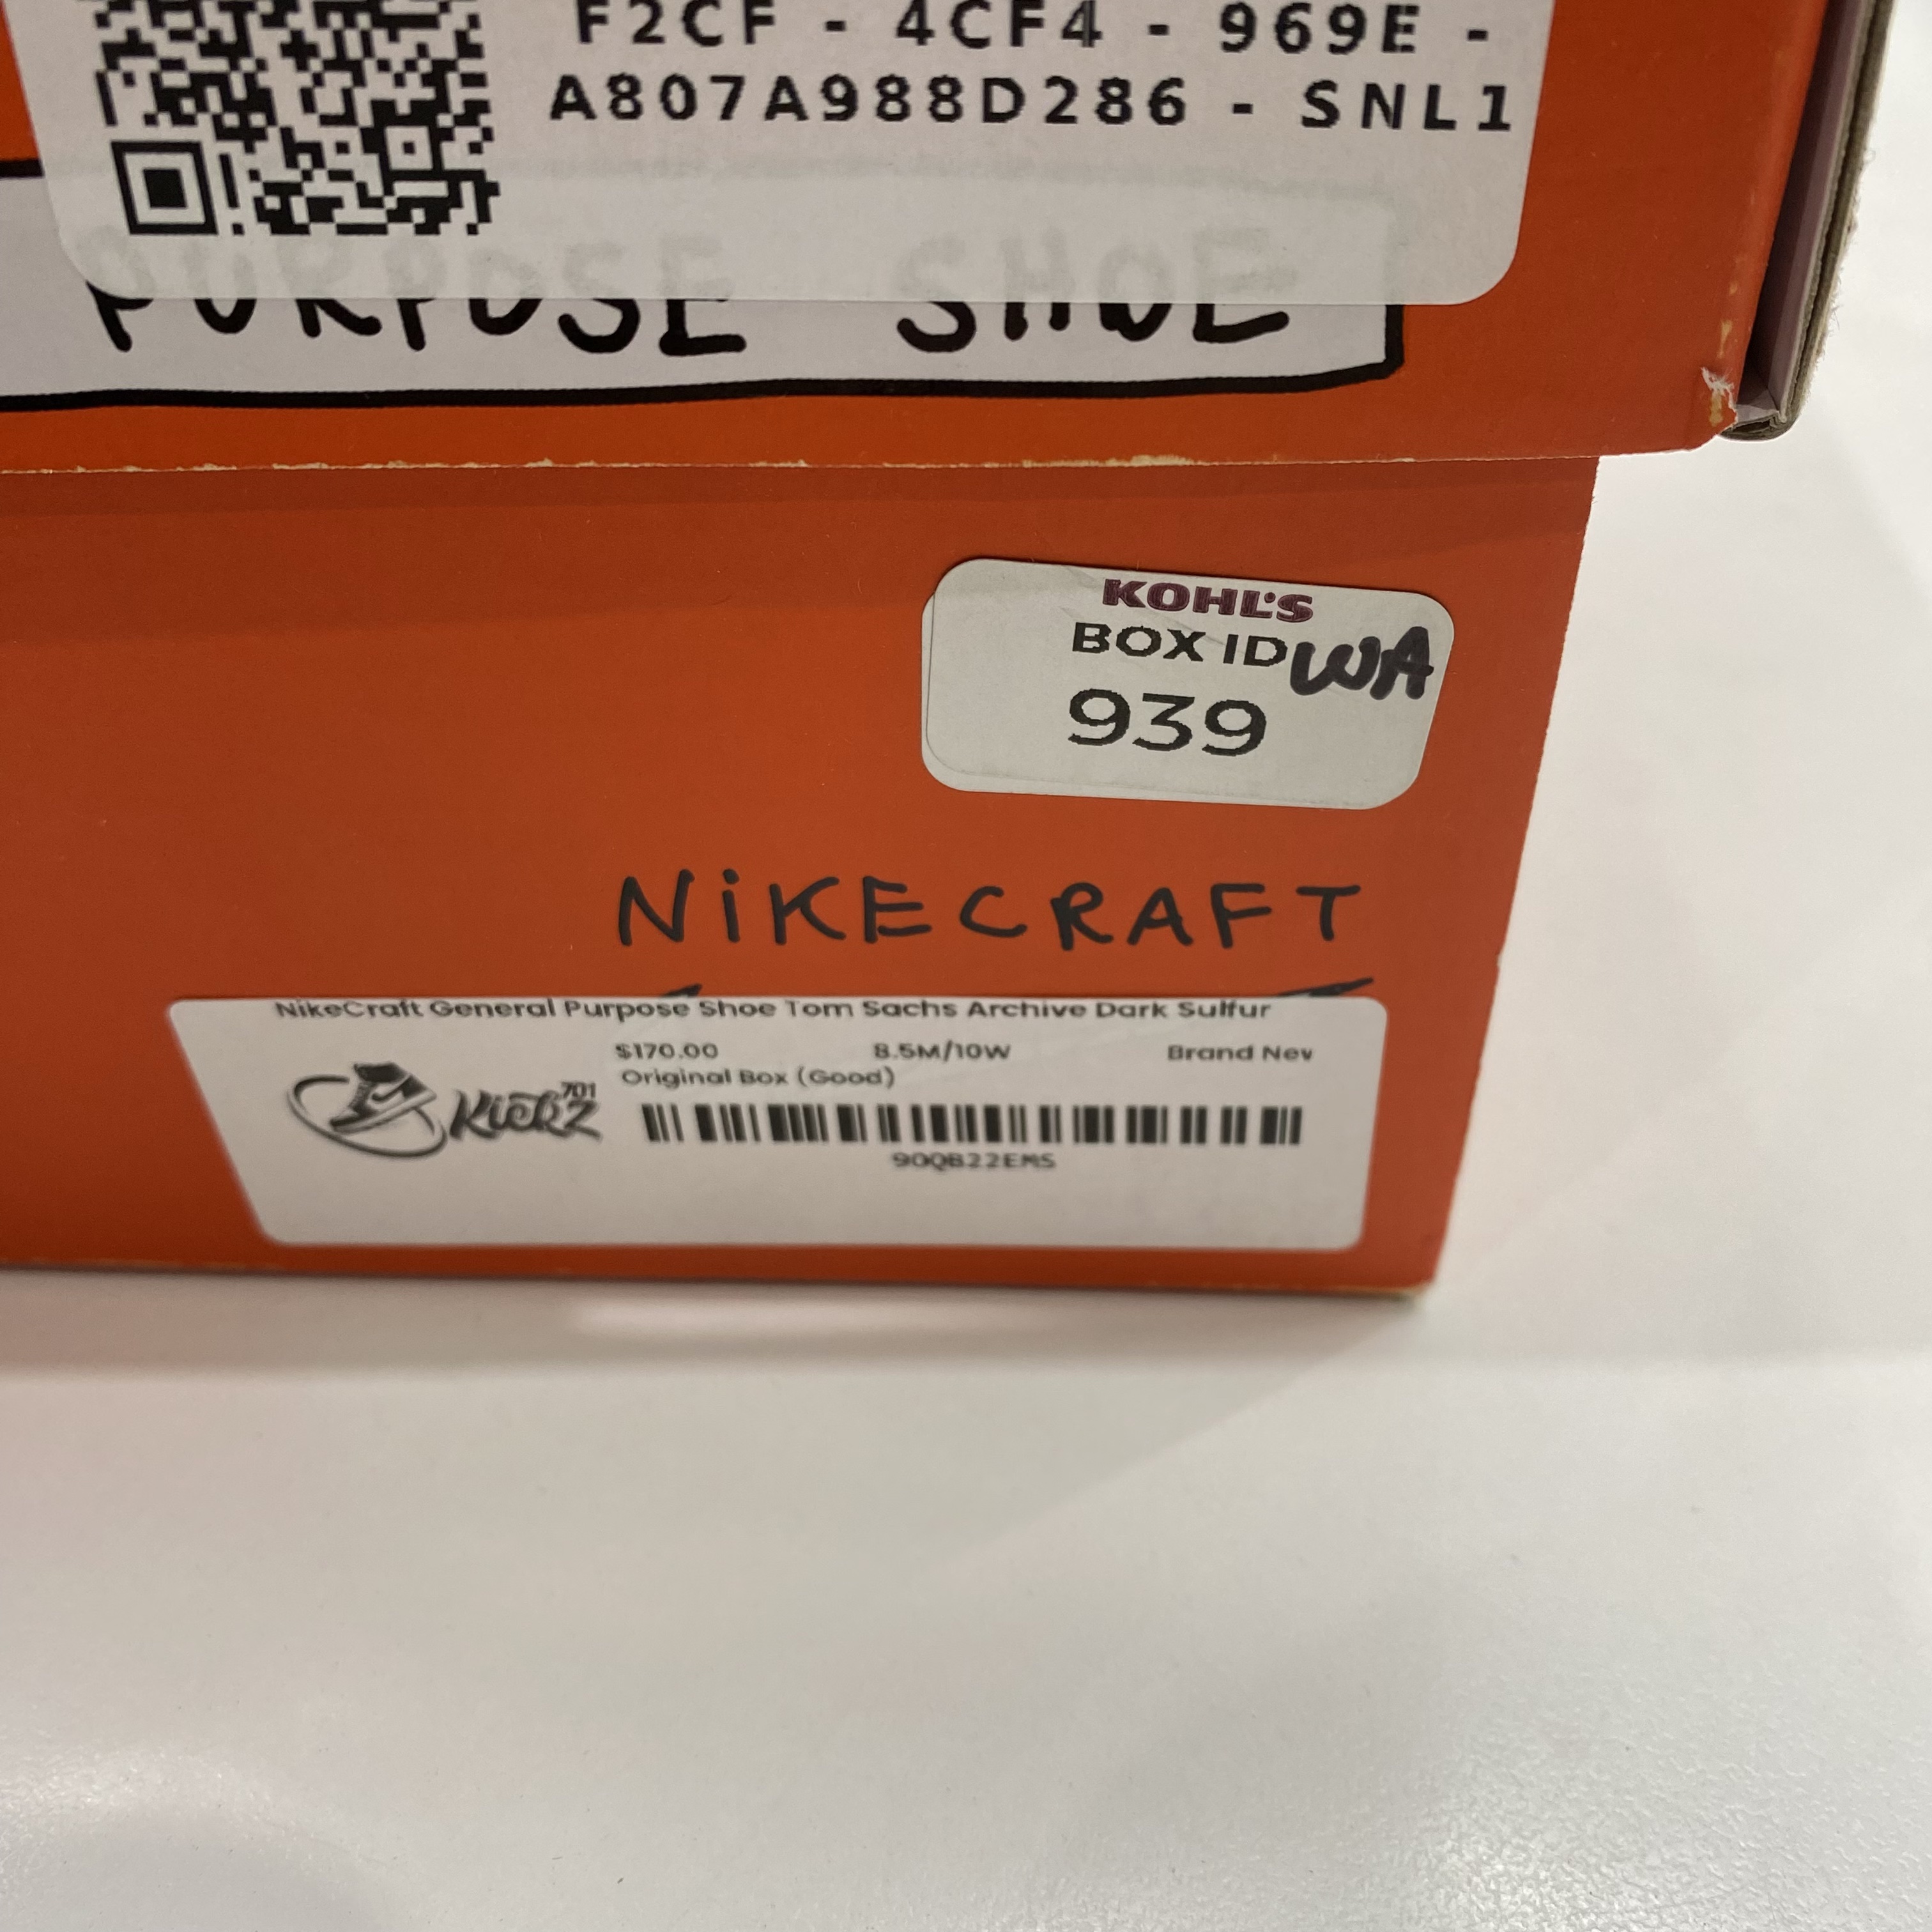 F2CF - 4CF4 - 969E -
A807A988D286 - SNL1
PURPOSE SHOE
KOHL'S
BOX ID WA
939
NiKECRAFT
NikeCraft General Purpose Shoe Tom Sachs Archive Dark Sulfur
$170.00 8.5M/10W Brand Nev
Original Box (Good)
Kickz 701
90QB22EMS